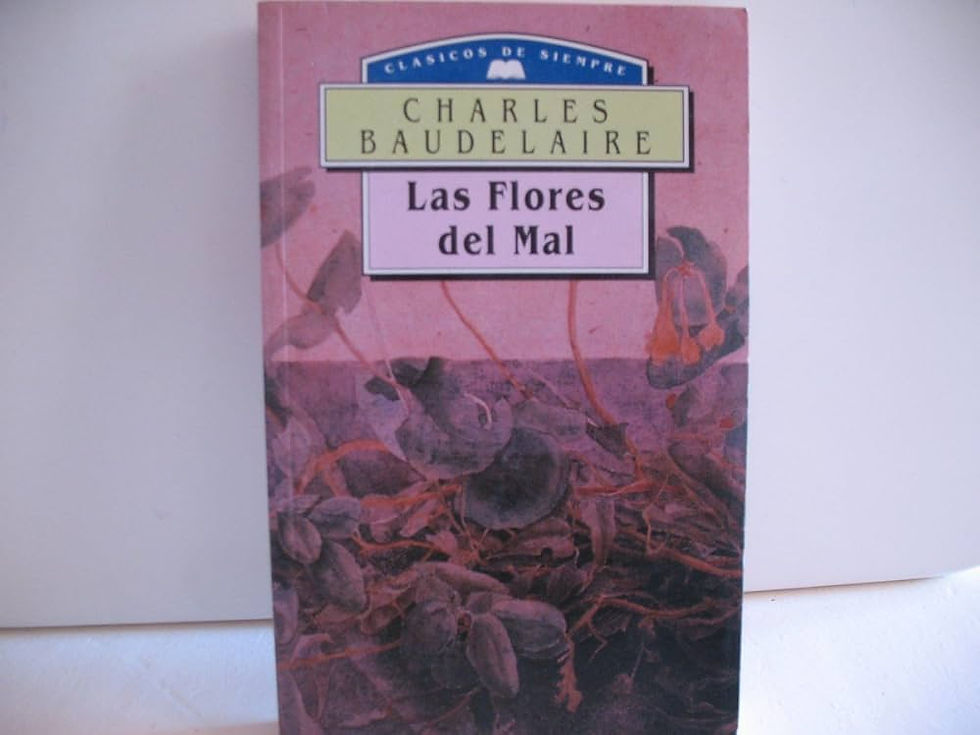 CLASICOS DE SIEMPRE
CHARLES
BAUDELAIRE
Las Flores
del Mal